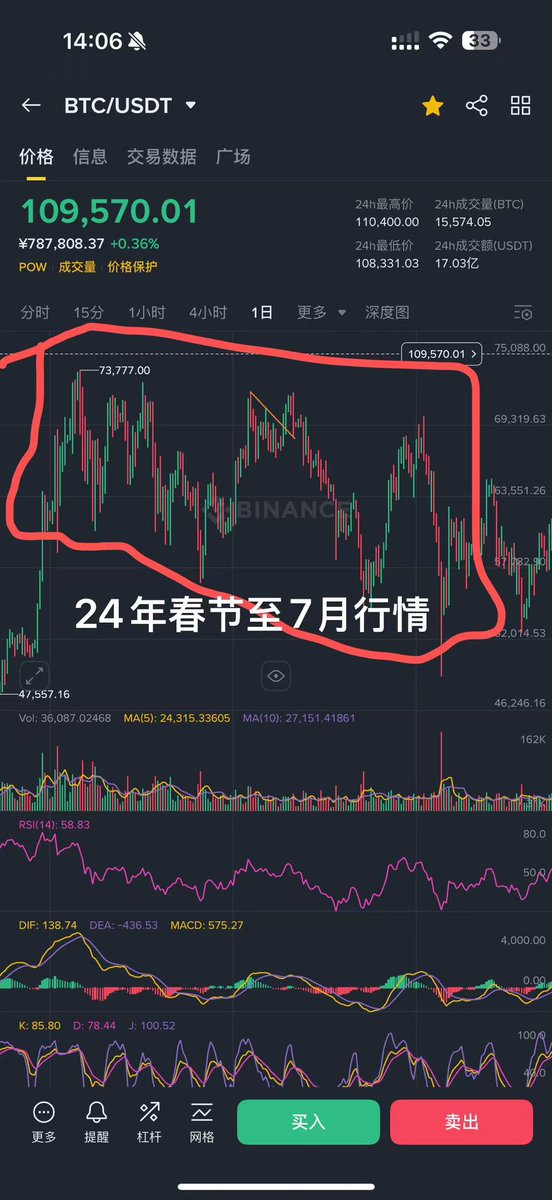 14:06
33
BTC/USDT
价格 信息 交易数据 广场
109,570.01
¥787,808.37 +0.36%
POW 成交量 价格保护
24h最高价 24h成交量(BTC)
110,400.00 15,574.05
24h最低价 24h成交额(USDT)
108,331.03 17.03亿
分时 15分 1小时 4小时 1日 更多 深度图
75,088.00
109,570.01
73,777.00
69,319.63
63,551.26
BINANCE
57,782.90
24年春节至7月行情
52,014.53
47,557.16
46,246.16
Vol: 36,087.02468 MA(5): 24,315.33605 MA(10): 27,151.41861
162K
RSI(14): 58.83
80.0
50.0
DIF: 138.74 DEA: -436.53 MACD: 575.27
4,000.00
0.00
K: 85.80 D: 78.44 J: 100.52
100.0
40.0
更多 提醒 杠杆 网格 买入 卖出